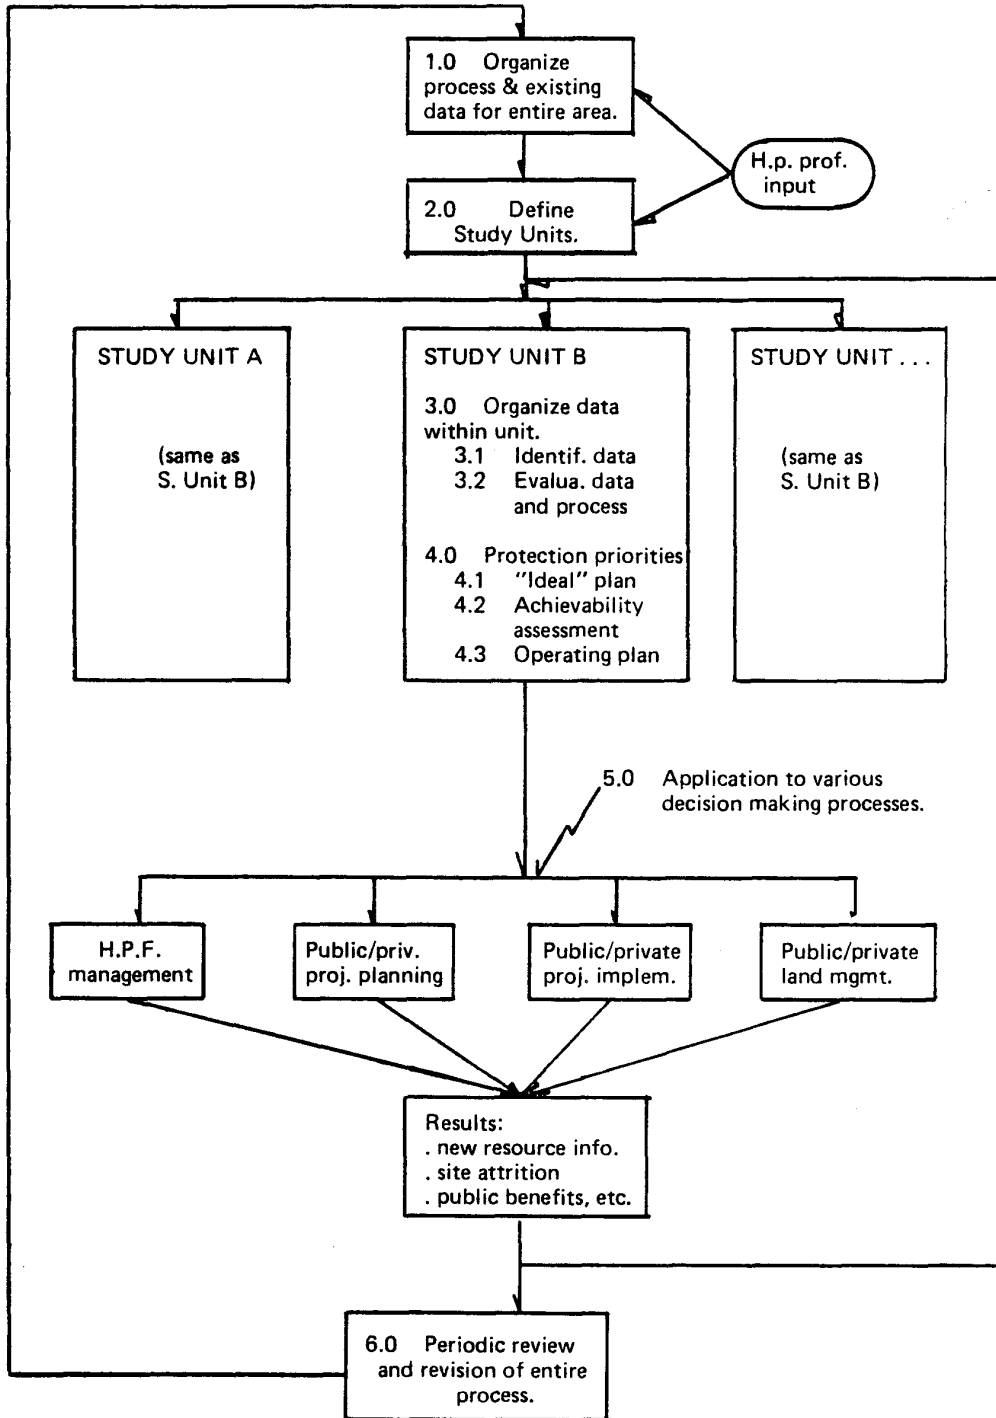 1.0 Organize
process & existing
data for entire area.
H.p. prof.
input
2.0 Define
Study Units.
STUDY UNIT A
(same as
S. Unit B)
STUDY UNIT B
3.0 Organize data
within unit.
3.1 Identif. data
3.2 Evalua. data
and process
4.0 Protection priorities
4.1 "Ideal" plan
4.2 Achievability
assessment
4.3 Operating plan
STUDY UNIT . . .
(same as
S. Unit B)
5.0 Application to various
decision making processes.
H.P.F.
management
Public/priv.
proj. planning
Public/private
proj. implem.
Public/private
land mgmt.
Results:
. new resource info.
. site attrition
. public benefits, etc.
6.0 Periodic review
and revision of entire
process.